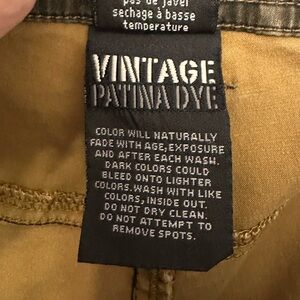 pas de javel
sechage à basse
temperature
VINTAGE
PATINA DYE
COLOR WILL NATURALLY
FADE WITH AGE, EXPOSURE
AND AFTER EACH WASH.
DARK COLORS COULD
BLEED ONTO LIGHTER
COLORS. WASH WITH LIKE
COLORS, INSIDE OUT.
DO NOT DRY CLEAN.
DO NOT ATTEMPT TO
REMOVE SPOTS.